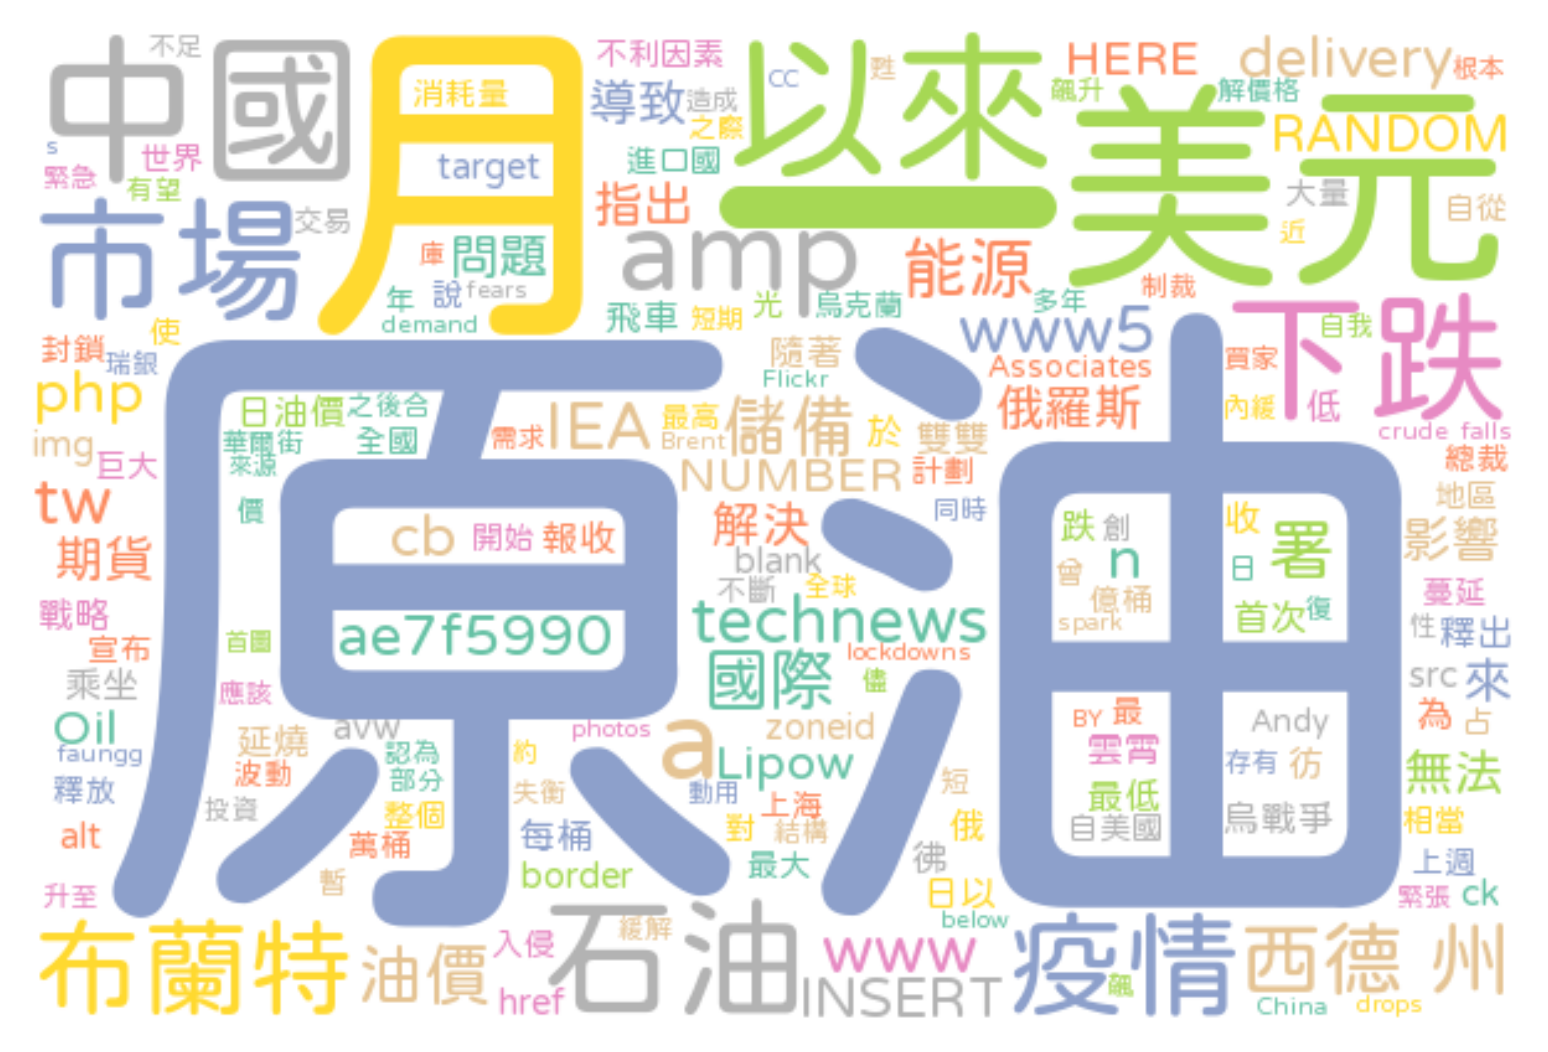 中國
不足
月
消耗量
target
不利因素
導致
造成
之際
進口國
指出
cc
甦
以來
HERE
飆升
delivery
根本
解價格
RANDOM
美元
大量
自從
近
s
緊急
世界
有望
市場
交易
庫
問題
年
說
fears
demand
amp
能源
飛車
短期
光
烏克蘭
多年
制裁
www5
下跌
自我
使
封鎖
瑞銀
php
img
巨大
隨著
Flickr
Associates
俄羅斯
買家
內緩
低
crude falls
總裁
日油價
之後合
華爾街
全國
來源
價
需求
IEA
最高
Brent
儲備
於
雙雙
NUMBER
計劃
原油
tw
期貨
cb
開始
報收
解決
blank
同時
不斷
全球
跌
創
n
曾
億桶
spark
收
署
日
首次
復
地區
影響
蔓延
性
釋出
戰略
宣布
首圖
ae7f5990
technews
lockdowns
國際
儘
乘坐
應該
Oil
faungg
釋放
延燒
波動
avw
認為
部分
投資
約
photos
a
zoneid
Lipow
BY
最
雲霄
Andy
存有
彷
src
來
為
占
無法
最低
自美國
烏戰爭
相當
上週
alt
升至
整個
萬桶
暫
失衡
每桶
border
動用
上海
對
結構
最大
短
俄
彿
日以
below
緊張
ck
布蘭特
油價
入侵
href
石油
緩解
www
INSERT
疫情
飆
西德州
China
drops